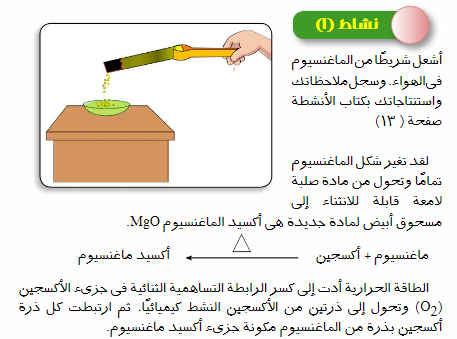 نشاط (١)
أشعل شريطًا من الماغنسيوم
فى الهواء. وسجل ملاحظاتك
واستنتاجاتك بكتاب الأنشطة
صفحة ( ١٣)
لقد تغير شكل الماغنسيوم
تمامًا وتحول من مادة صلبة
لامعة قابلة للانثناء إلى
مسحوق أبيض لمادة جديدة هى أكسيد الماغنسيوم MgO.
ماغنسيوم + أكسجين △ أكسيد ماغنسيوم
الطاقة الحرارية أدت إلى كسر الرابطة التساهمية الثنائية فى جزىء الأكسجين
(O₂) وتحول إلى ذرتين من الأكسجين النشط كيميائيًا. ثم ارتبطت كل ذرة
أكسجين بذرة من الماغنسيوم مكونة جزىء أكسيد ماغنسيوم.